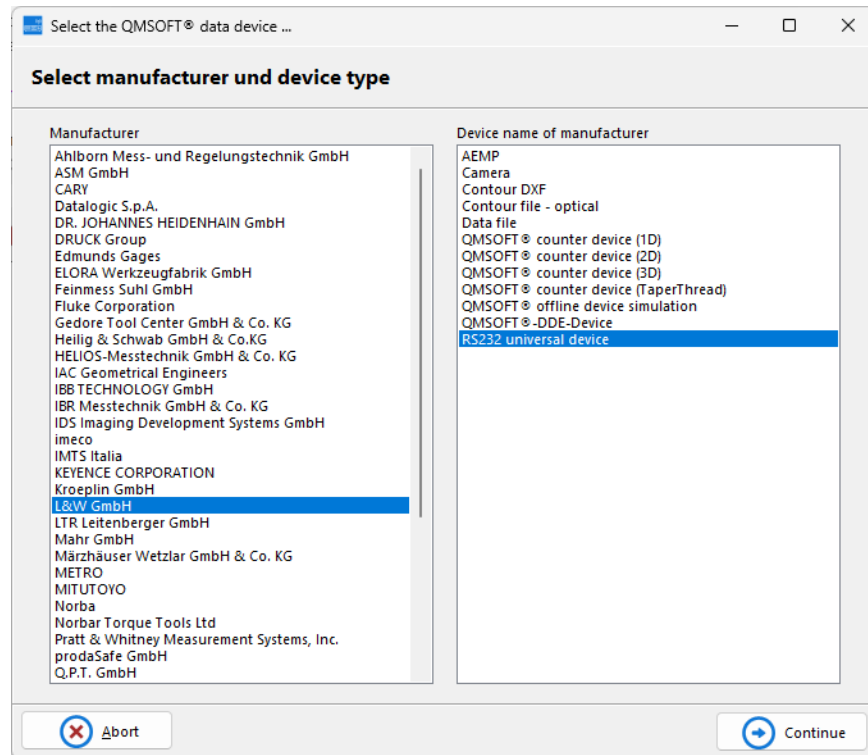 Select the QMSOFT® data device ...
Select manufacturer und device type
Manufacturer
Ahlborn Mess- und Regelungstechnik GmbH
ASM GmbH
CARY
Datalogic S.p.A.
DR. JOHANNES HEIDENHAIN GmbH
DRUCK Group
Edmunds Gages
ELORA Werkzeugfabrik GmbH
Feinmess Suhl GmbH
Fluke Corporation
Gedore Tool Center GmbH & Co. KG
Heilig & Schwab GmbH & Co.KG
HELIOS-Messtechnik GmbH & Co. KG
IAC Geometrical Engineers
IBB TECHNOLOGY GmbH
IBR Messtechnik GmbH & Co. KG
IDS Imaging Development Systems GmbH
imeco
IMTS Italia
KEYENCE CORPORATION
Kroeplin GmbH
L&W GmbH
LTR Leitenberger GmbH
Mahr GmbH
Märzhäuser Wetzlar GmbH & Co. KG
METRO
MITUTOYO
Norba
Norbar Torque Tools Ltd
Pratt & Whitney Measurement Systems, Inc.
prodaSafe GmbH
Q.P.T. GmbH
Device name of manufacturer
AEMP
Camera
Contour DXF
Contour file - optical
Data file
QMSOFT® counter device (1D)
QMSOFT® counter device (2D)
QMSOFT® counter device (3D)
QMSOFT® counter device (TaperThread)
QMSOFT® offline device simulation
QMSOFT®-DDE-Device
RS232 universal device
Abort
Continue